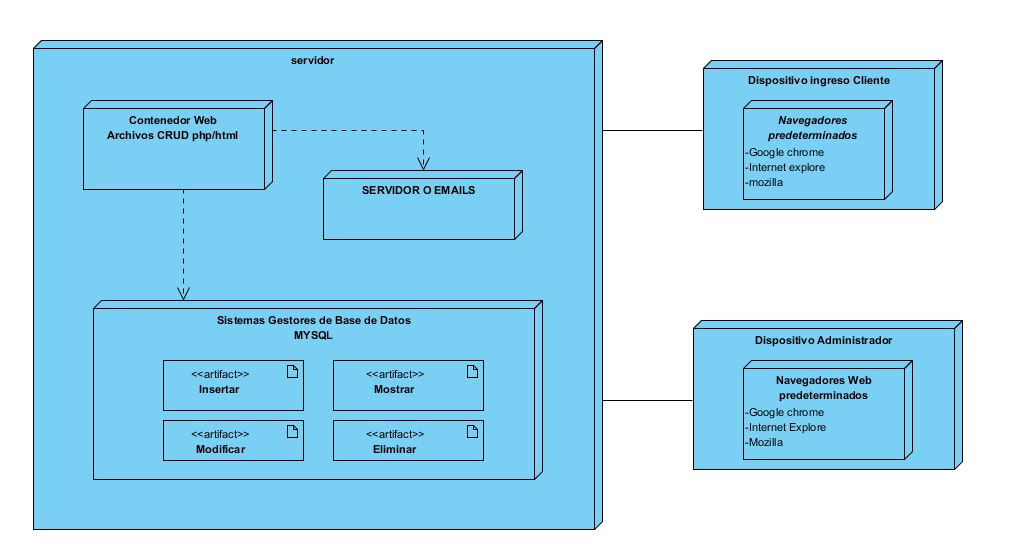 servidor
Contenedor Web
Archivos CRUD php/html
SERVIDOR O EMAILS
Sistemas Gestores de Base de Datos
MYSQL
<<artifact>>
Insertar
<<artifact>>
Mostrar
<<artifact>>
Modificar
<<artifact>>
Eliminar
Dispositivo ingreso Cliente
Navegadores
predeterminados
-Google chrome
-Internet explore
-mozilla
Dispositivo Administrador
Navegadores Web
predeterminados
-Google chrome
-Internet Explore
-Mozilla